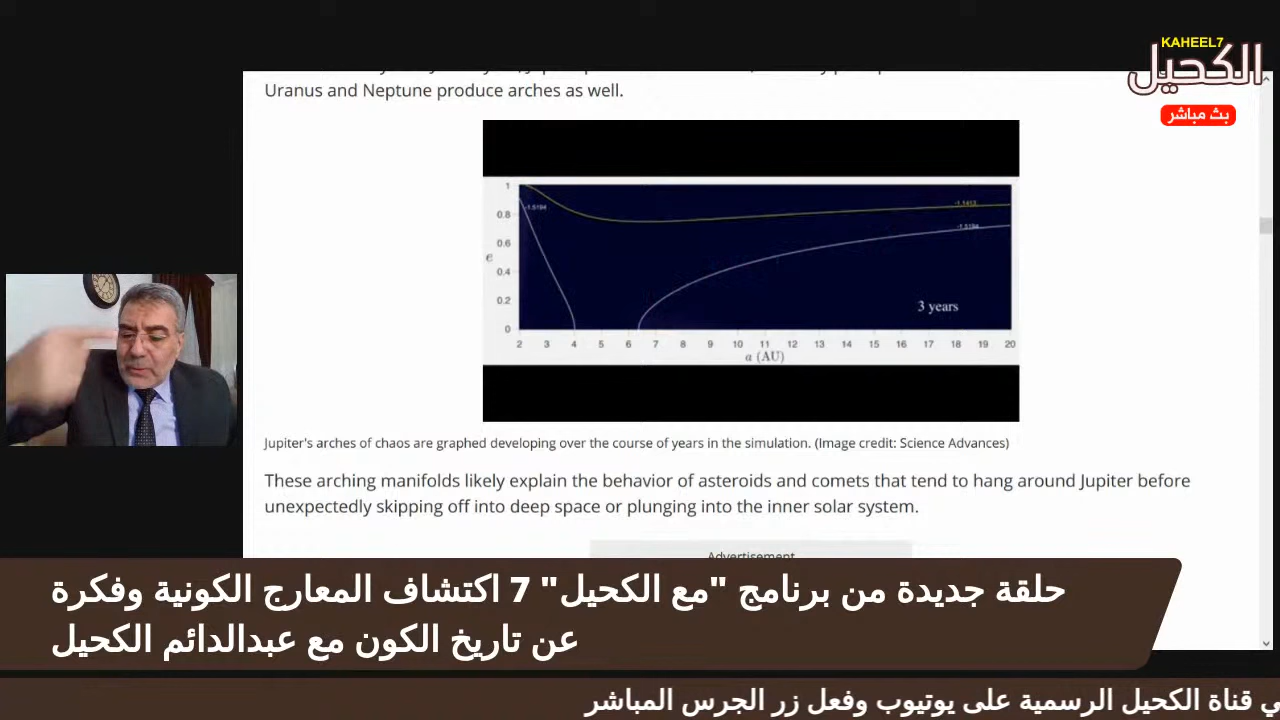 KAHEEL7
الكحيل
بث مباشر
Uranus and Neptune produce arches as well.
1
0.8
0.6
e
0.4
0.2
0
-1.5194
-1.1413
-1.5194
3 years
2 3 4 5 6 7 8 9 10 11 12 13 14 15 16 17 18 19 20
a (AU)
Jupiter's arches of chaos are graphed developing over the course of years in the simulation. (Image credit: Science Advances)
These arching manifolds likely explain the behavior of asteroids and comets that tend to hang around Jupiter before
unexpectedly skipping off into deep space or plunging into the inner solar system.
Advertisement
حلقة جديدة من برنامج "مع الكحيل" 7 اكتشاف المعارج الكونية وفكرة
عن تاريخ الكون مع عبدالدائم الكحيل
قناة الكحيل الرسمية على يوتيوب وفعل زر الجرس المباشر